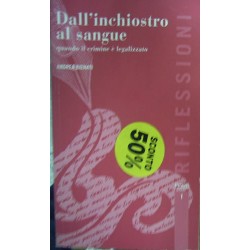 Dall'inchiostro
al sangue
quando il crimine è legalizzato
RIFLESSIONI
SCONTO
50%